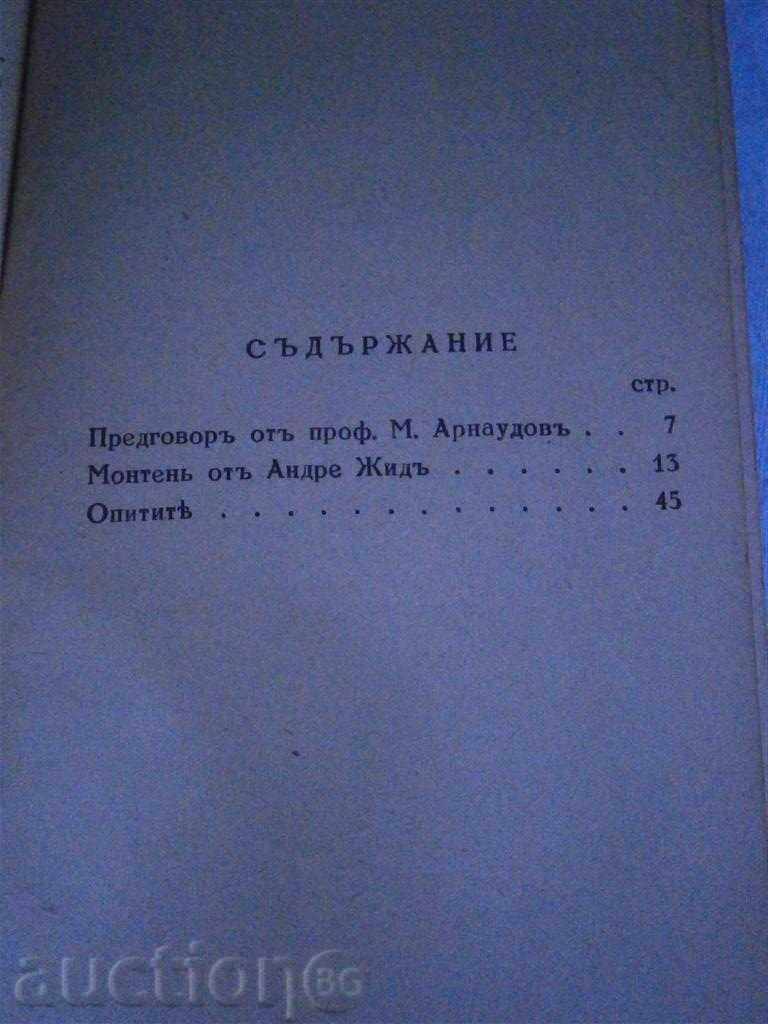 СЪДЪРЖАНИЕ
стр.
Предговоръ отъ проф. М. Арнаудовъ . . 7
Монтень отъ Андре Жидъ . . . . . . 13
Опититѣ . . . . . . . . . . . . . 45
auction BG